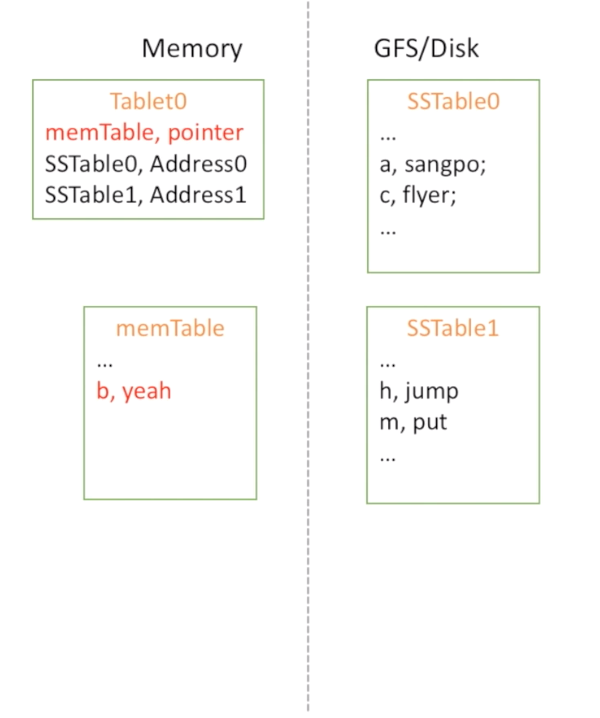 Memory
GFS/Disk
Tablet0
memTable, pointer
SSTable0, Address0
SSTable1, Address1
SSTable0
...
a, sangpo;
c, flyer;
...
memTable
...
b, yeah
SSTable1
...
h, jump
m, put
...